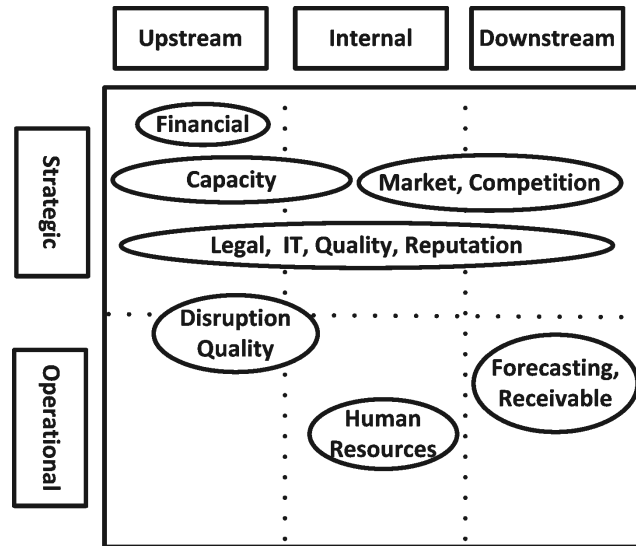 Upstream
Internal
Downstream
Strategic
Financial
Capacity
Market, Competition
Legal, IT, Quality, Reputation
Operational
Disruption
Quality
Forecasting,
Receivable
Human
Resources